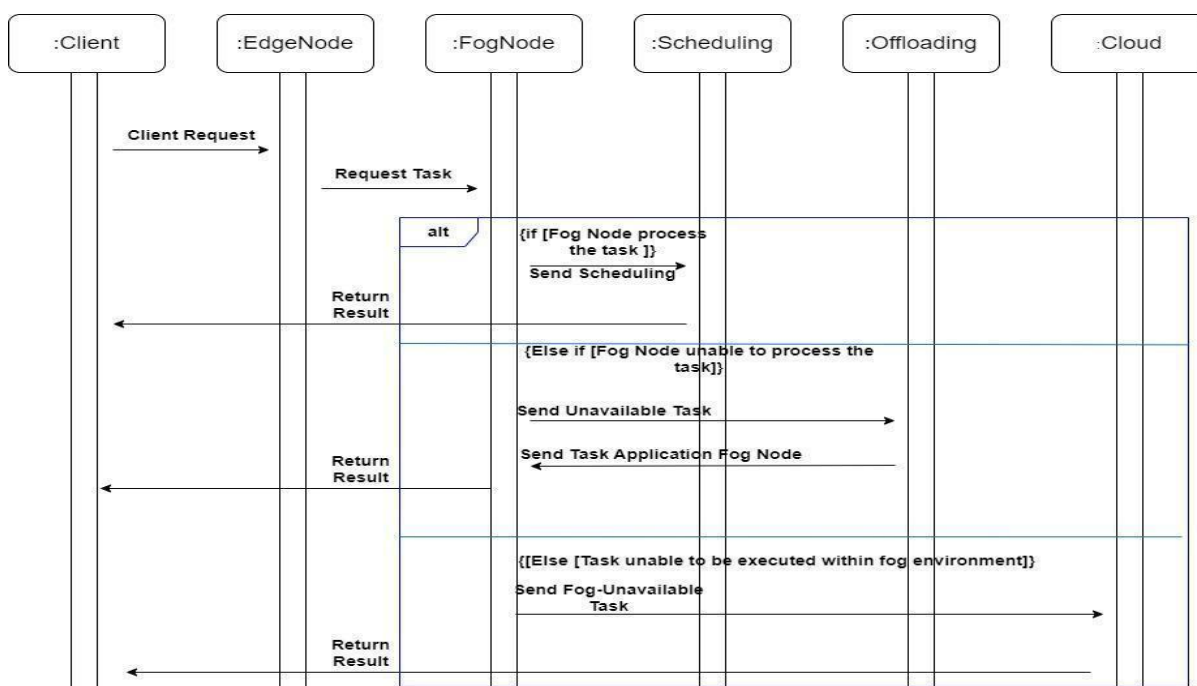 :Client
:EdgeNode
:FogNode
:Scheduling
:Offloading
:Cloud
Client Request
Request Task
alt
{if [Fog Node process
the task ]}
Send Scheduling
Return
Result
{Else if [Fog Node unable to process the
task]}
Send Unavailable Task
Send Task Application Fog Node
Return
Result
{[Else [Task unable to be executed within fog environment]}
Send Fog-Unavailable
Task
Return
Result